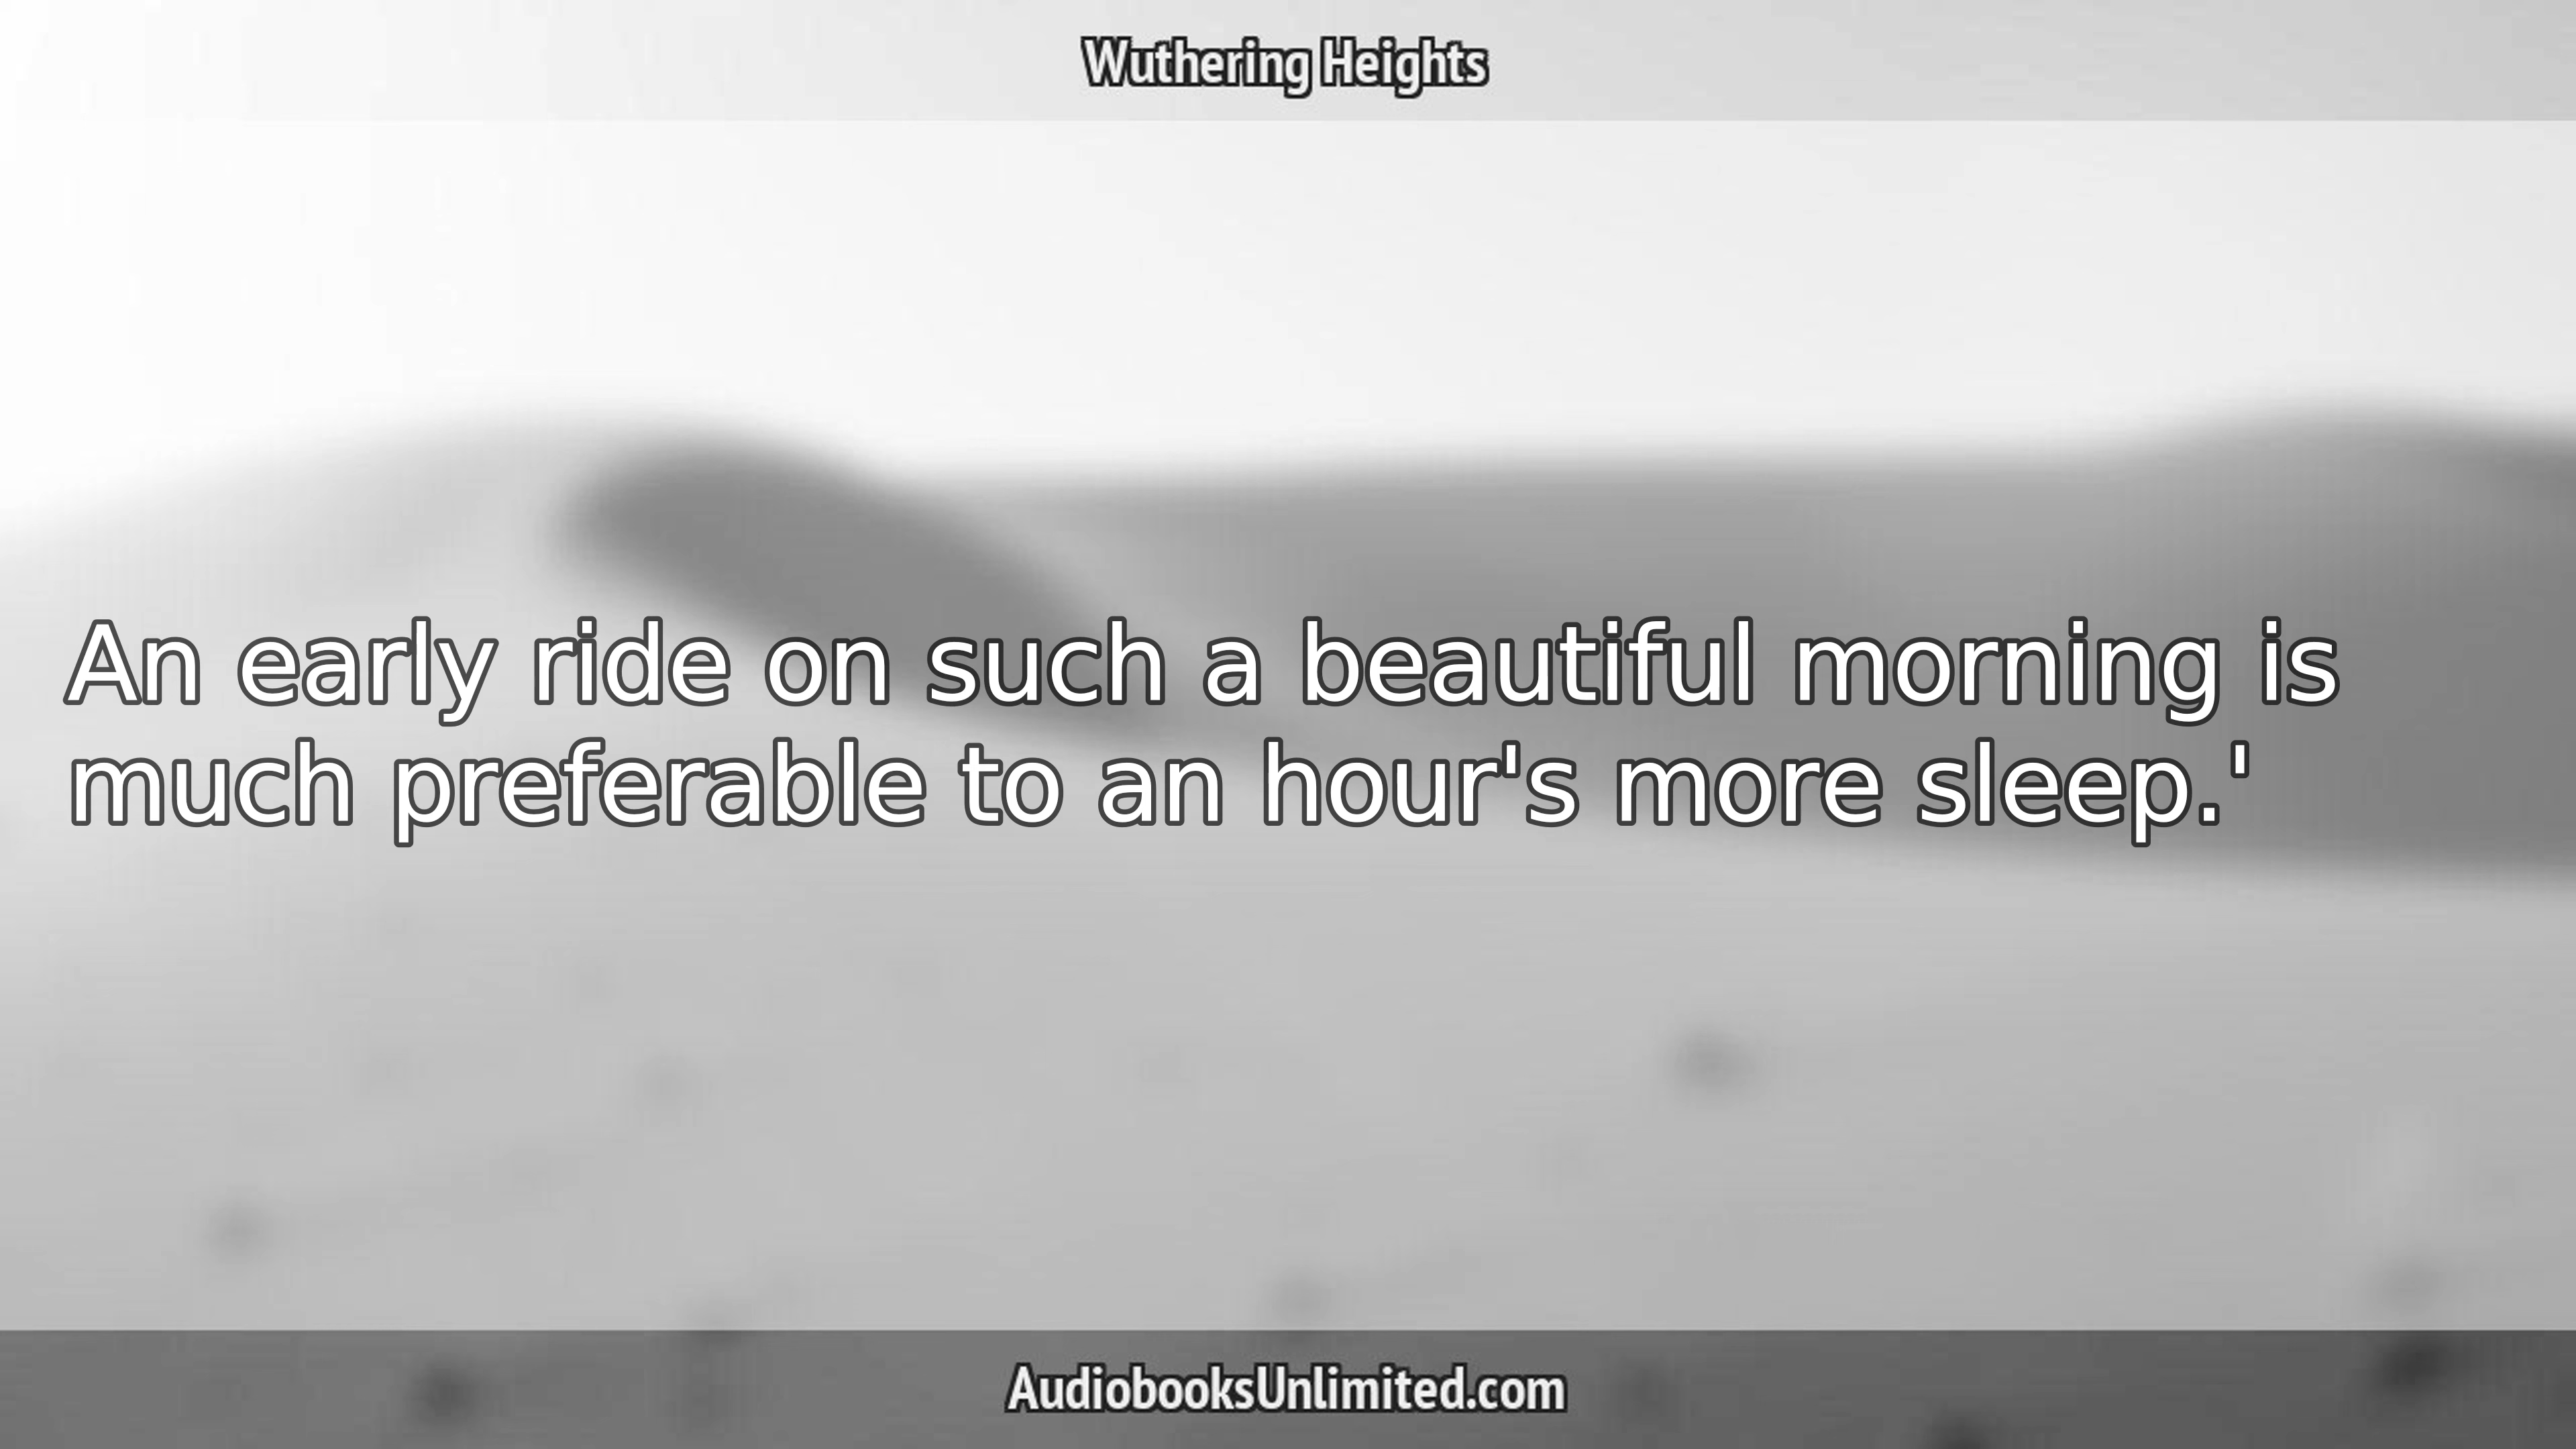 Wuthering Heights
An early ride on such a beautiful morning is
much preferable to an hour's more sleep.'
AudiobooksUnlimited.com